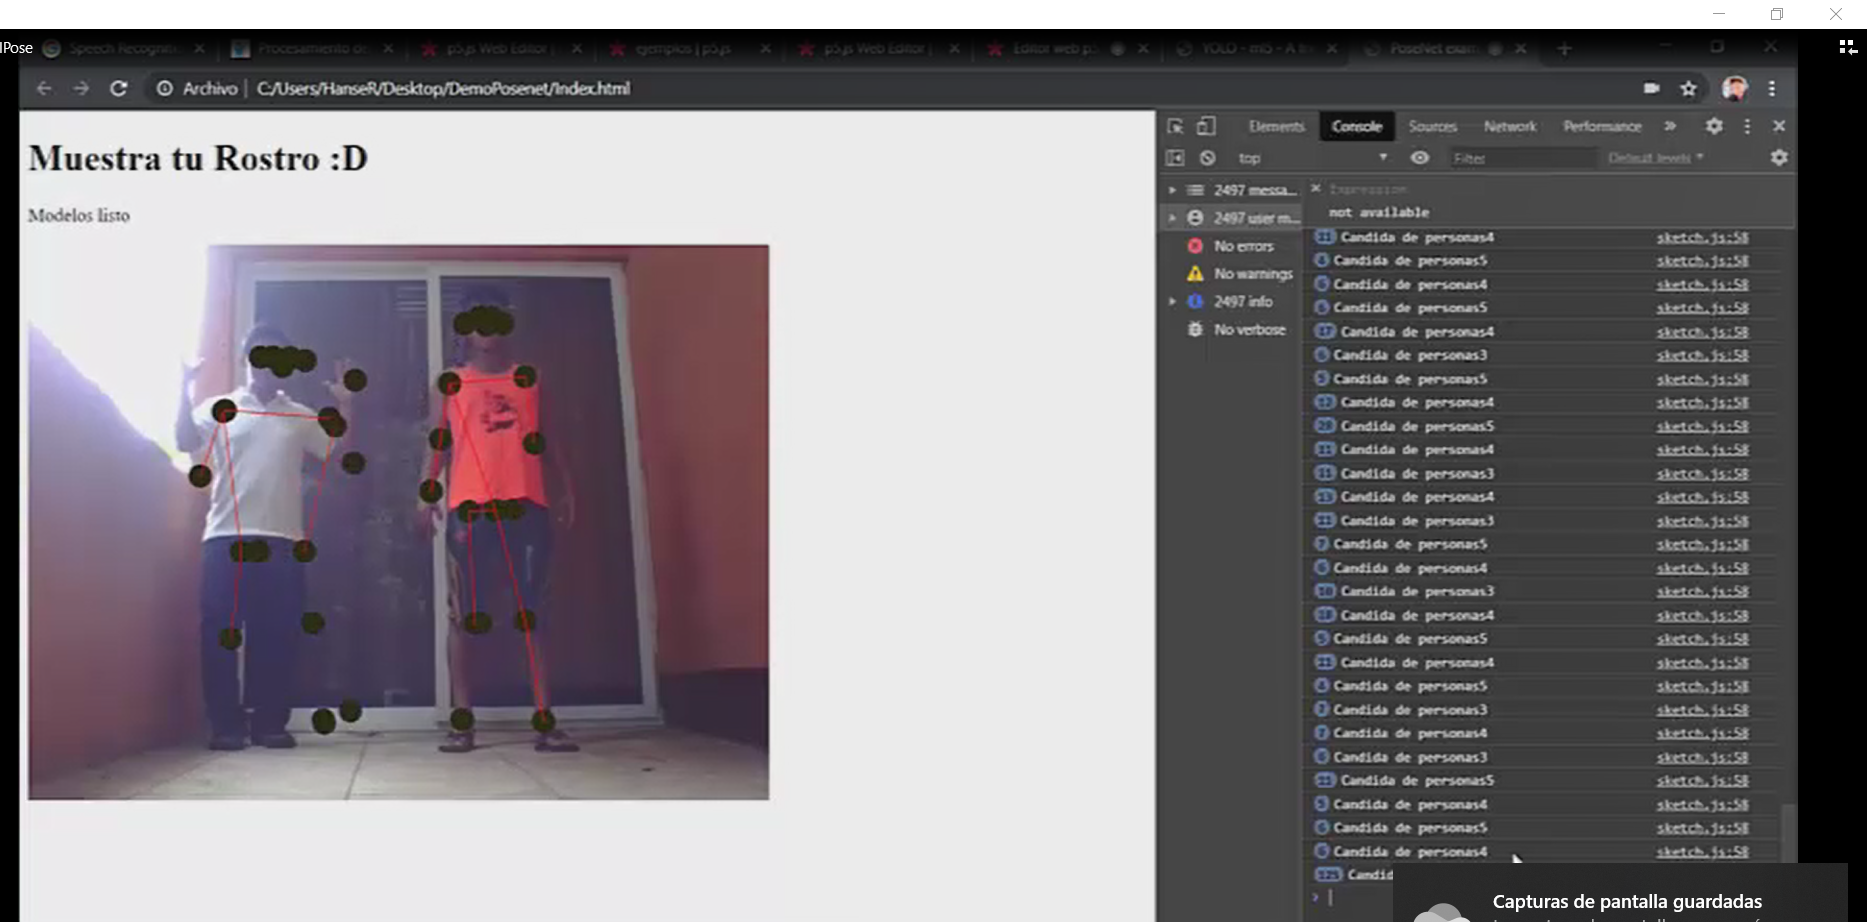 lPose
Speech Recogniti
Procesamiento de
p5.js Web Editor |
ejemplos | p5.js
p5.js Web Editor |
Editor web p5
YOLO - ml5 - A
PoseNet exam
Archivo | C:/Users/HanseR/Desktop/DemoPosenet/Index.html
Elements Console Sources Network Performance »
top Filter Default levels
Muestra tu Rostro :D
Modelos listo
2497 messa...
2497 user m...
No errors
No warnings
2497 info
No verbose
Expression
not available
Candida de personas4 sketch.js:58
Candida de personas5 sketch.js:58
Candida de personas4 sketch.js:58
Candida de personas5 sketch.js:58
Candida de personas4 sketch.js:58
Candida de personas3 sketch.js:58
Candida de personas5 sketch.js:58
Candida de personas4 sketch.js:58
Candida de personas5 sketch.js:58
Candida de personas4 sketch.js:58
Candida de personas3 sketch.js:58
Candida de personas4 sketch.js:58
Candida de personas3 sketch.js:58
Candida de personas5 sketch.js:58
Candida de personas4 sketch.js:58
Candida de personas3 sketch.js:58
Candida de personas4 sketch.js:58
Candida de personas5 sketch.js:58
Candida de personas4 sketch.js:58
Candida de personas5 sketch.js:58
Candida de personas3 sketch.js:58
Candida de personas4 sketch.js:58
Candida de personas3 sketch.js:58
Candida de personas5 sketch.js:58
Candida de personas4 sketch.js:58
Candida de personas5 sketch.js:58
Candida de personas4 sketch.js:58
Candid
Capturas de pantalla guardadas